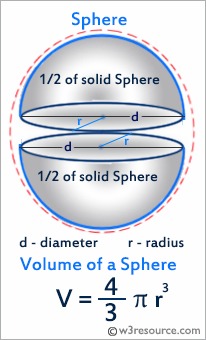 Sphere
1/2 of solid Sphere
d
r
r
d
1/2 of solid Sphere
d - diameter r - radius
Volume of a Sphere
V = 4/3 π r³
© w3resource.com